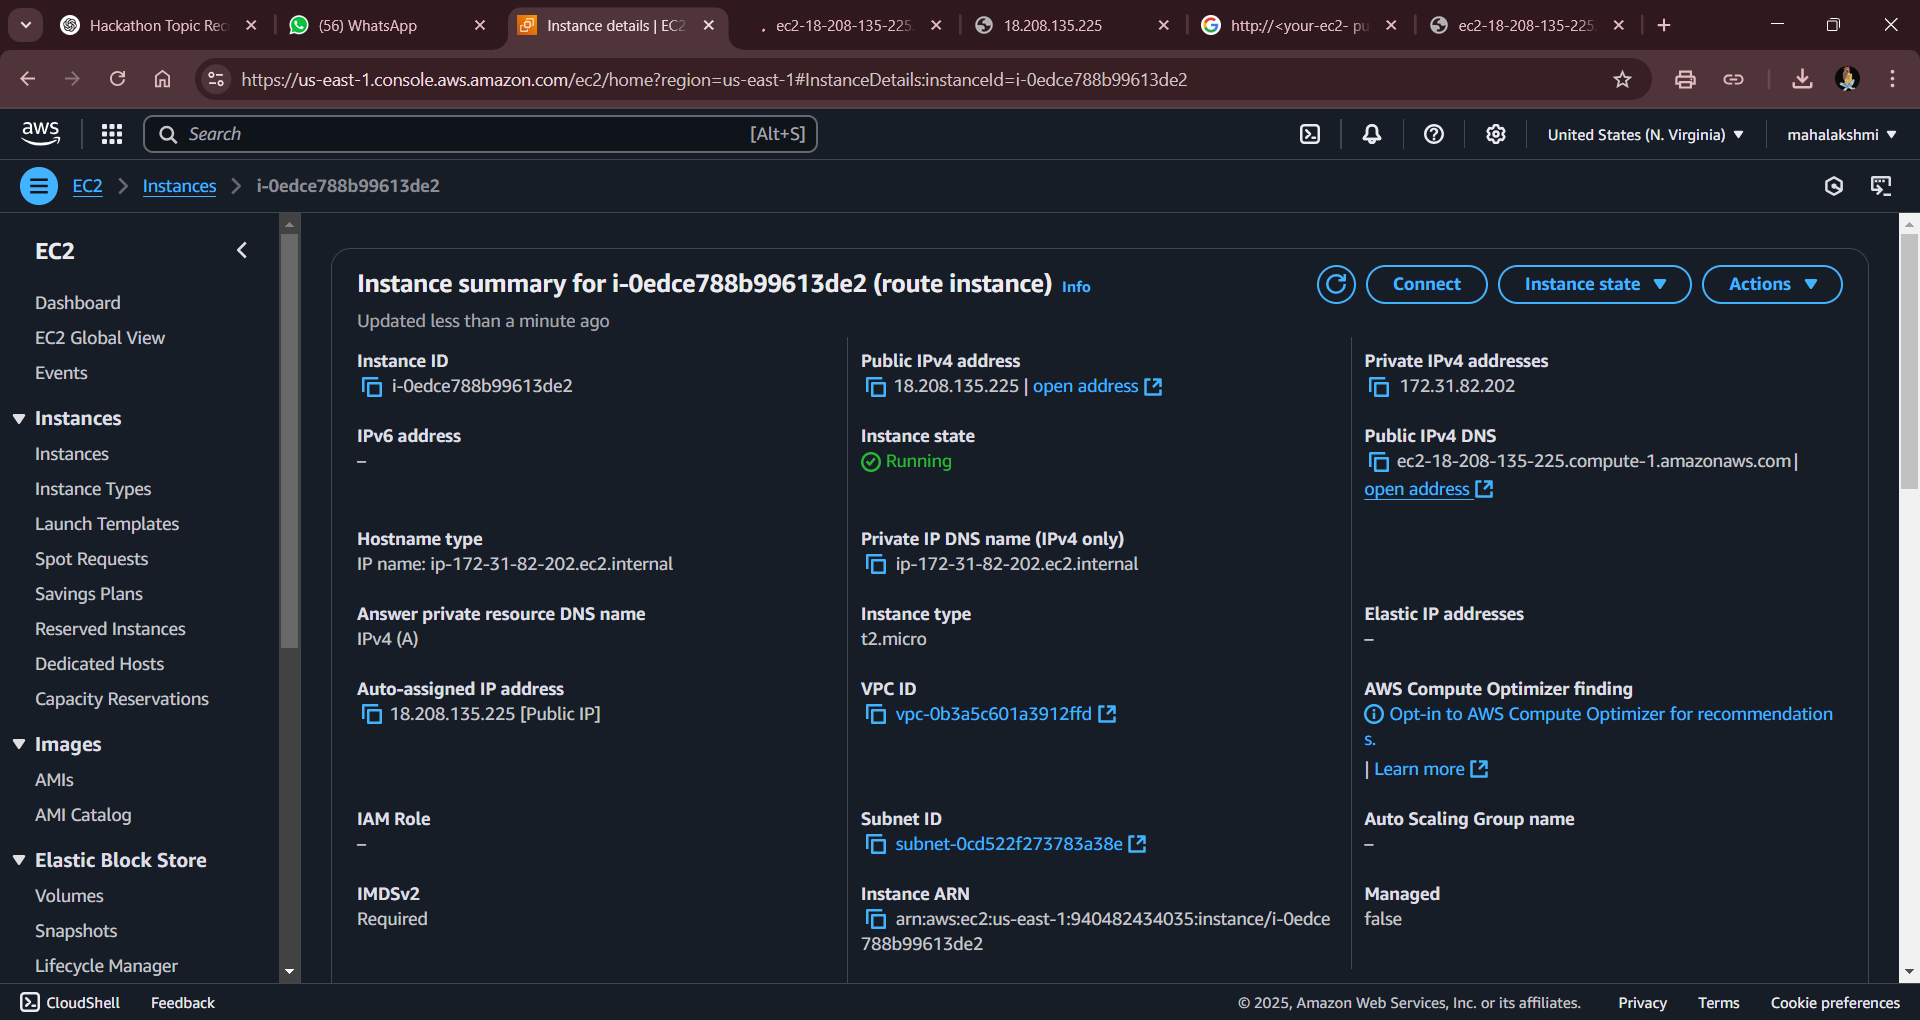 Hackathon Topic Rec
(56) WhatsApp
Instance details | EC2
ec2-18-208-135-225.
18.208.135.225
http://<your-ec2- pu
ec2-18-208-135-225.
https://us-east-1.console.aws.amazon.com/ec2/home?region=us-east-1#InstanceDetails:instanceId=i-0edce788b99613de2
aws
Search
[Alt+S]
United States (N. Virginia)
mahalakshmi
EC2
Instances
i-0edce788b99613de2
EC2
Dashboard
EC2 Global View
Events
Instances
Instances
Instance Types
Launch Templates
Spot Requests
Savings Plans
Reserved Instances
Dedicated Hosts
Capacity Reservations
Images
AMIs
AMI Catalog
Elastic Block Store
Volumes
Snapshots
Lifecycle Manager
Instance summary for i-0edce788b99613de2 (route instance) Info
Updated less than a minute ago
Connect
Instance state
Actions
Instance ID
i-0edce788b99613de2
Public IPv4 address
18.208.135.225 | open address
Private IPv4 addresses
172.31.82.202
IPv6 address
–
Instance state
Running
Public IPv4 DNS
ec2-18-208-135-225.compute-1.amazonaws.com |
open address
Hostname type
IP name: ip-172-31-82-202.ec2.internal
Private IP DNS name (IPv4 only)
ip-172-31-82-202.ec2.internal
Answer private resource DNS name
IPv4 (A)
Instance type
t2.micro
Elastic IP addresses
–
Auto-assigned IP address
18.208.135.225 [Public IP]
VPC ID
vpc-0b3a5c601a3912ffd
AWS Compute Optimizer finding
Opt-in to AWS Compute Optimizer for recommendation
s.
| Learn more
IAM Role
–
Subnet ID
subnet-0cd522f273783a38e
Auto Scaling Group name
–
IMDSv2
Required
Instance ARN
arn:aws:ec2:us-east-1:940482434035:instance/i-0edce
788b99613de2
Managed
false
CloudShell
Feedback
© 2025, Amazon Web Services, Inc. or its affiliates.
Privacy
Terms
Cookie preferences